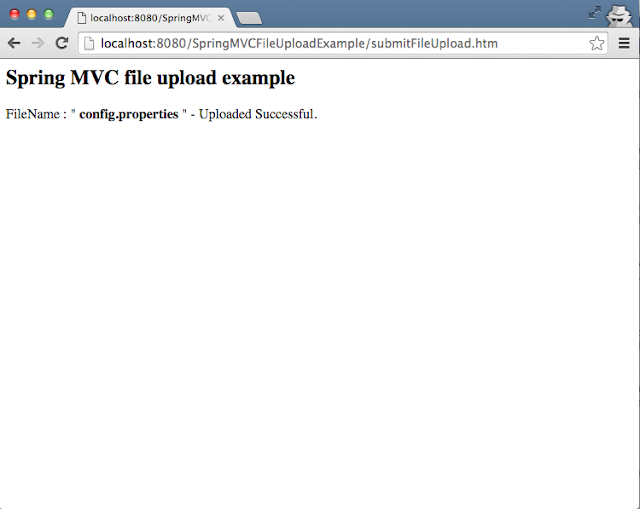 localhost:8080/SpringMVC
localhost:8080/SpringMVCFileUploadExample/submitFileUpload.htm
Spring MVC file upload example
FileName : " config.properties " - Uploaded Successful.